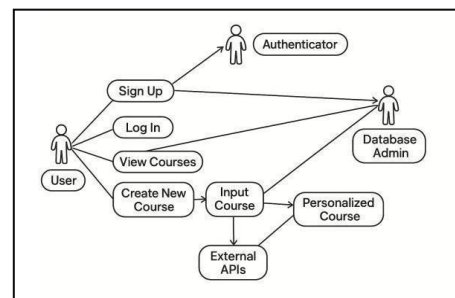 Authenticator
Sign Up
Log In
Database
Admin
View Courses
User
Create New
Course
Input
Course
Personalized
Course
External
APIs